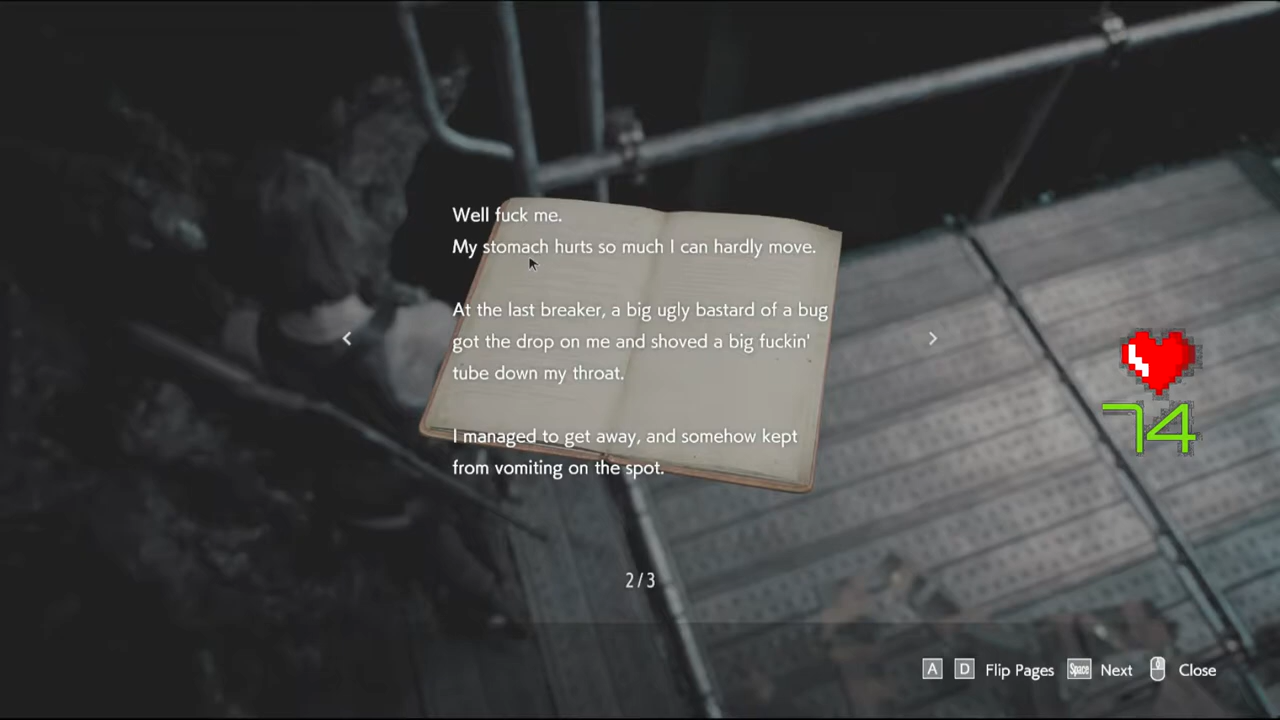 Well fuck me.
My stomach hurts so much I can hardly move.
At the last breaker, a big ugly bastard of a bug
got the drop on me and shoved a big fuckin'
tube down my throat.
I managed to get away, and somehow kept
from vomiting on the spot.
74
2/3
A D Flip Pages Space Next Close